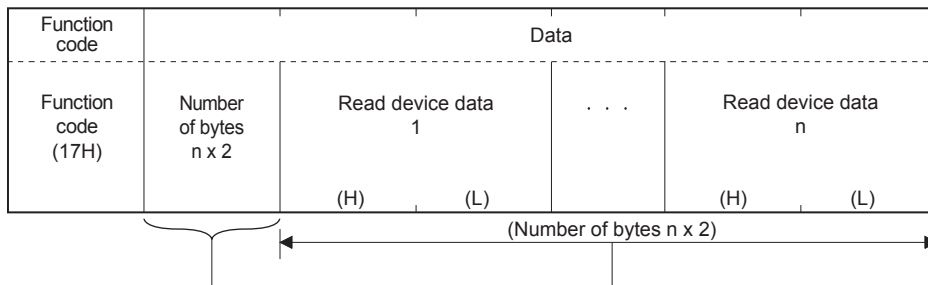 Function
code
Data
Function
code
(17H)
Number
of bytes
n x 2
Read device data
1
(H) (L)
. . .
Read device data
n
(H) (L)
(Number of bytes n x 2)